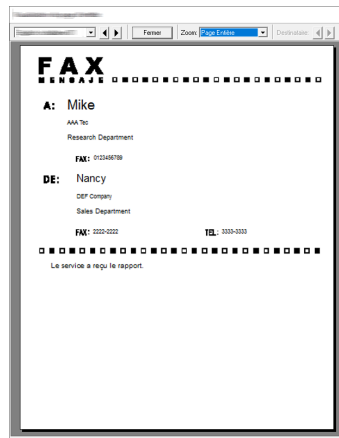 Fermer Zoom: Page Entière Destinataire:
FAX
MENSAJE
A: Mike
AAA Tec
Research Department
FAX: 0123456789
DE: Nancy
DEF Company
Sales Department
FAX: 2222-2222 TEL: 3333-3333
Le service a reçu le rapport.